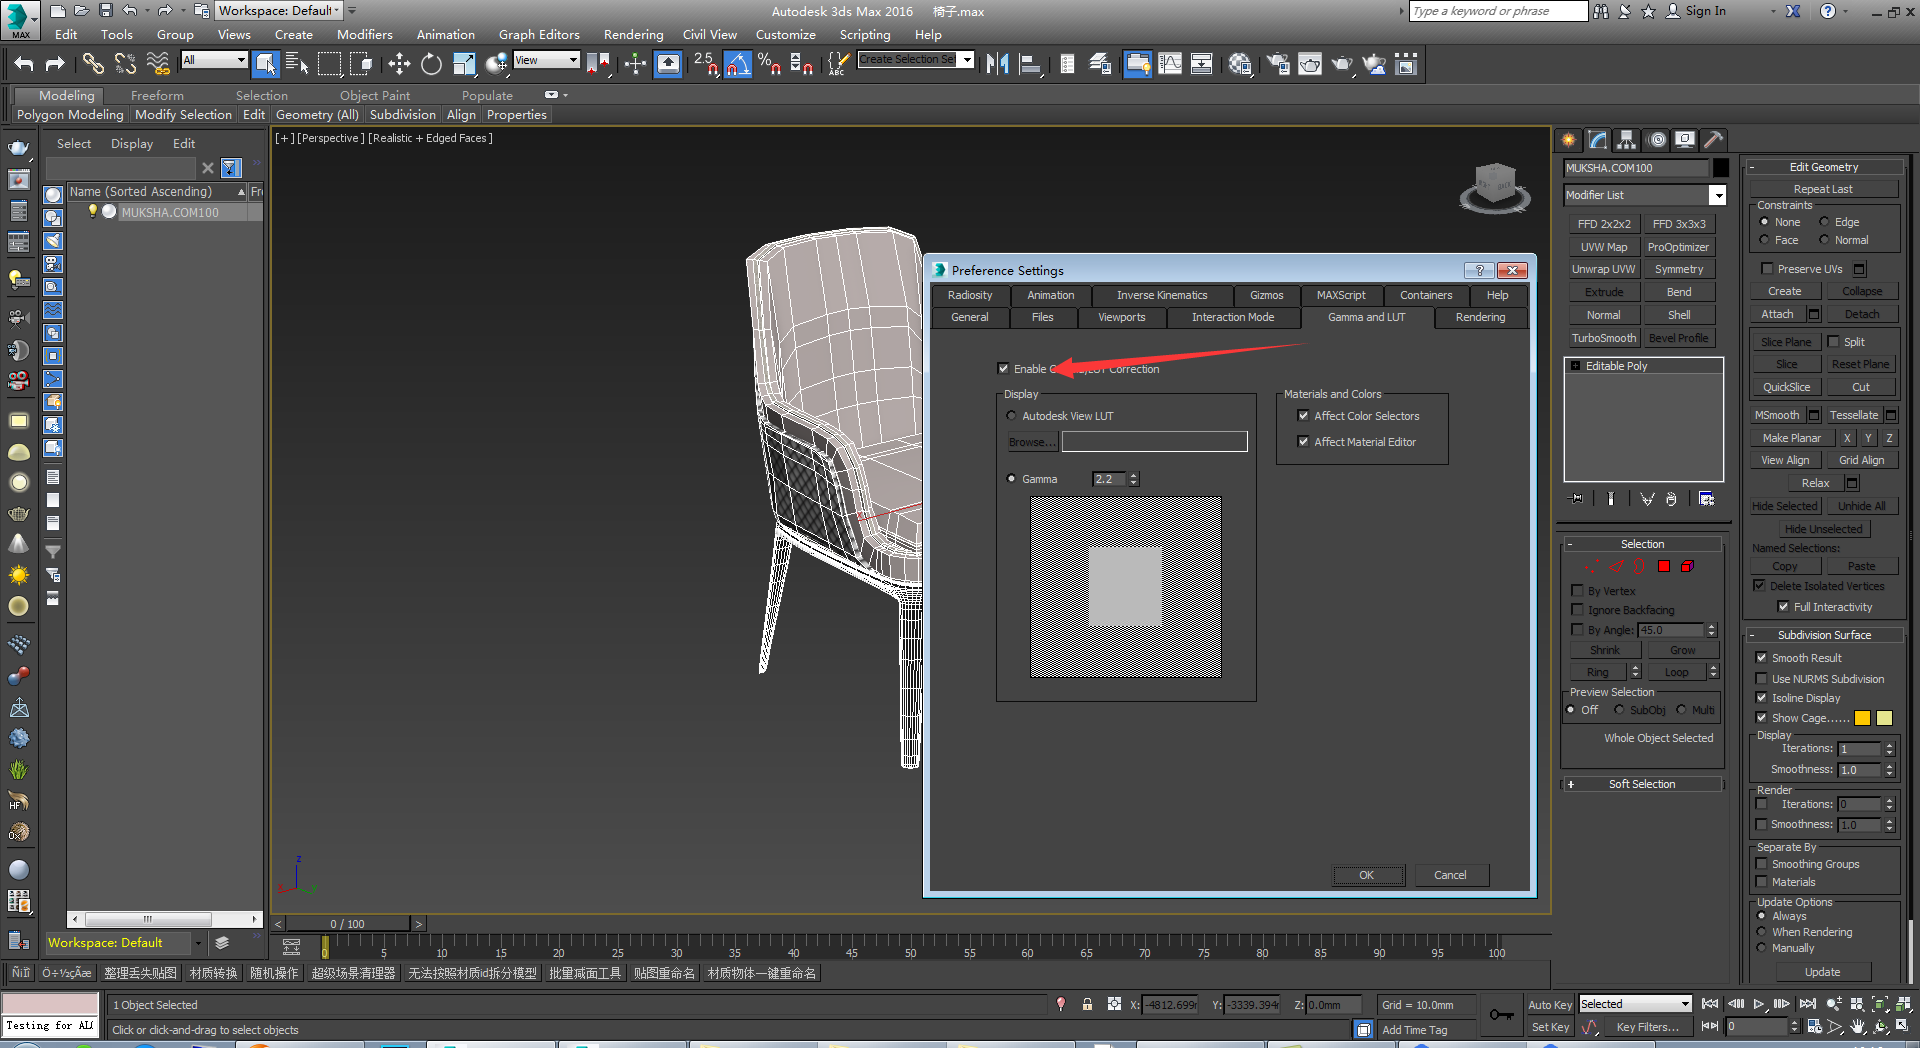 Workspace: Default
Autodesk 3ds Max 2016 椅子.max
Type a keyword or phrase
Sign In
MAX
Edit Tools Group Views Create Modifiers Animation Graph Editors Rendering Civil View Customize Scripting Help
All
View
2.5
Create Selection Set
Modeling Freeform Selection Object Paint Populate
Polygon Modeling Modify Selection Edit Geometry (All) Subdivision Align Properties
Select Display Edit
Name (Sorted Ascending)
MUKSHA.COM100
[+] [Perspective] [Realistic + Edged Faces]
Preference Settings
Radiosity Animation Inverse Kinematics Gizmos MAXScript Containers Help
General Files Viewports Interaction Mode Gamma and LUT Rendering
Enable Correction
Display
Autodesk View LUT
Browse...
Gamma 2.2
Materials and Colors
Affect Color Selectors
Affect Material Editor
OK Cancel
MUKSHA.COM100
Modifier List
FFD 2x2x2 FFD 3x3x3
UVW Map ProOptimizer
Unwrap UVW Symmetry
Extrude Bend
Normal Shell
TurboSmooth Bevel Profile
Editable Poly
Selection
By Vertex
Ignore Backfacing
By Angle: 45.0
Shrink Grow
Ring Loop
Preview Selection
Off SubObj Multi
Whole Object Selected
Soft Selection
Edit Geometry
Repeat Last
Constraints
None Edge
Face Normal
Preserve UVs
Create Collapse
Attach Detach
Slice Plane Split
Slice Reset Plane
QuickSlice Cut
MSmooth Tessellate
Make Planar X Y Z
View Align Grid Align
Relax
Hide Selected Unhide All
Hide Unselected
Named Selections:
Copy Paste
Delete Isolated Vertices
Full Interactivity
Subdivision Surface
Smooth Result
Use NURMS Subdivision
Isoline Display
Show Cage......
Display
Iterations: 1
Smoothness: 1.0
Render
Iterations: 0
Smoothness: 1.0
Separate By
Smoothing Groups
Materials
Update Options
Always
When Rendering
Manually
Update
z
0 / 100
Workspace: Default
0 5 10 15 20 25 30 35 40 45 50 55 60 65 70 75 80 85 90 95 100
整理丢失贴图 材质转换 随机操作 超级场景清理器 无法按照材质id拆分模型 批量减面工具 贴图重命名 材质物体一键重命名
1 Object Selected
X: -4812.699 Y: -3339.394 Z: 0.0mm Grid = 10.0mm
Auto Key Selected
Testing for
Click or click-and-drag to select objects
Add Time Tag
Set Key Key Filters... 0